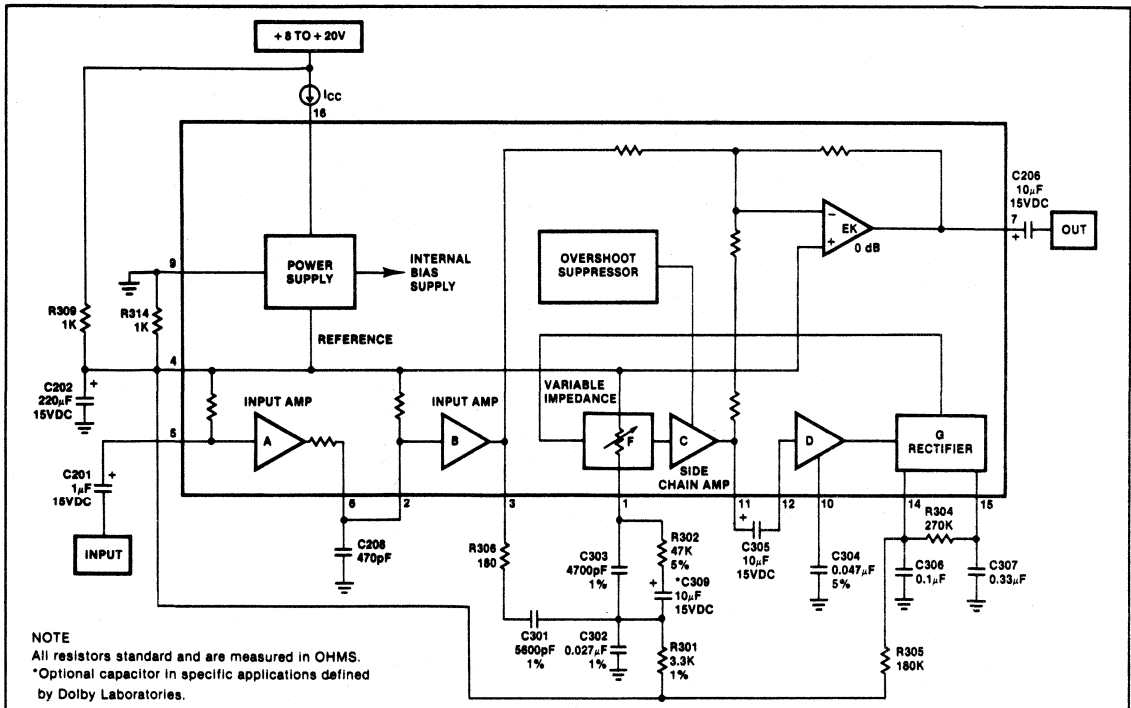 +8 TO +20V
ICC
16
C206
10μF
15VDC
7
+
OUT
−
EK
+
0 dB
9
POWER
SUPPLY
INTERNAL
BIAS
SUPPLY
OVERSHOOT
SUPPRESSOR
R309
1K
R314
1K
REFERENCE
4
C202
220μF
15VDC
+
INPUT AMP
A
INPUT AMP
B
VARIABLE
IMPEDANCE
F
C
SIDE
CHAIN AMP
D
G
RECTIFIER
5
C201
1μF
15VDC
+
INPUT
6
2
3
1
11
12
10
14
15
C208
470pF
R306
180
C303
4700pF
1%
R302
47K
5%
+
*C309
10μF
15VDC
+
C305
10μF
15VDC
C304
0.047μF
5%
R304
270K
C306
0.1μF
C307
0.33μF
C301
5600pF
1%
C302
0.027μF
1%
R301
3.3K
1%
R305
180K
NOTE
All resistors standard and are measured in OHMS.
*Optional capacitor in specific applications defined
by Dolby Laboratories.